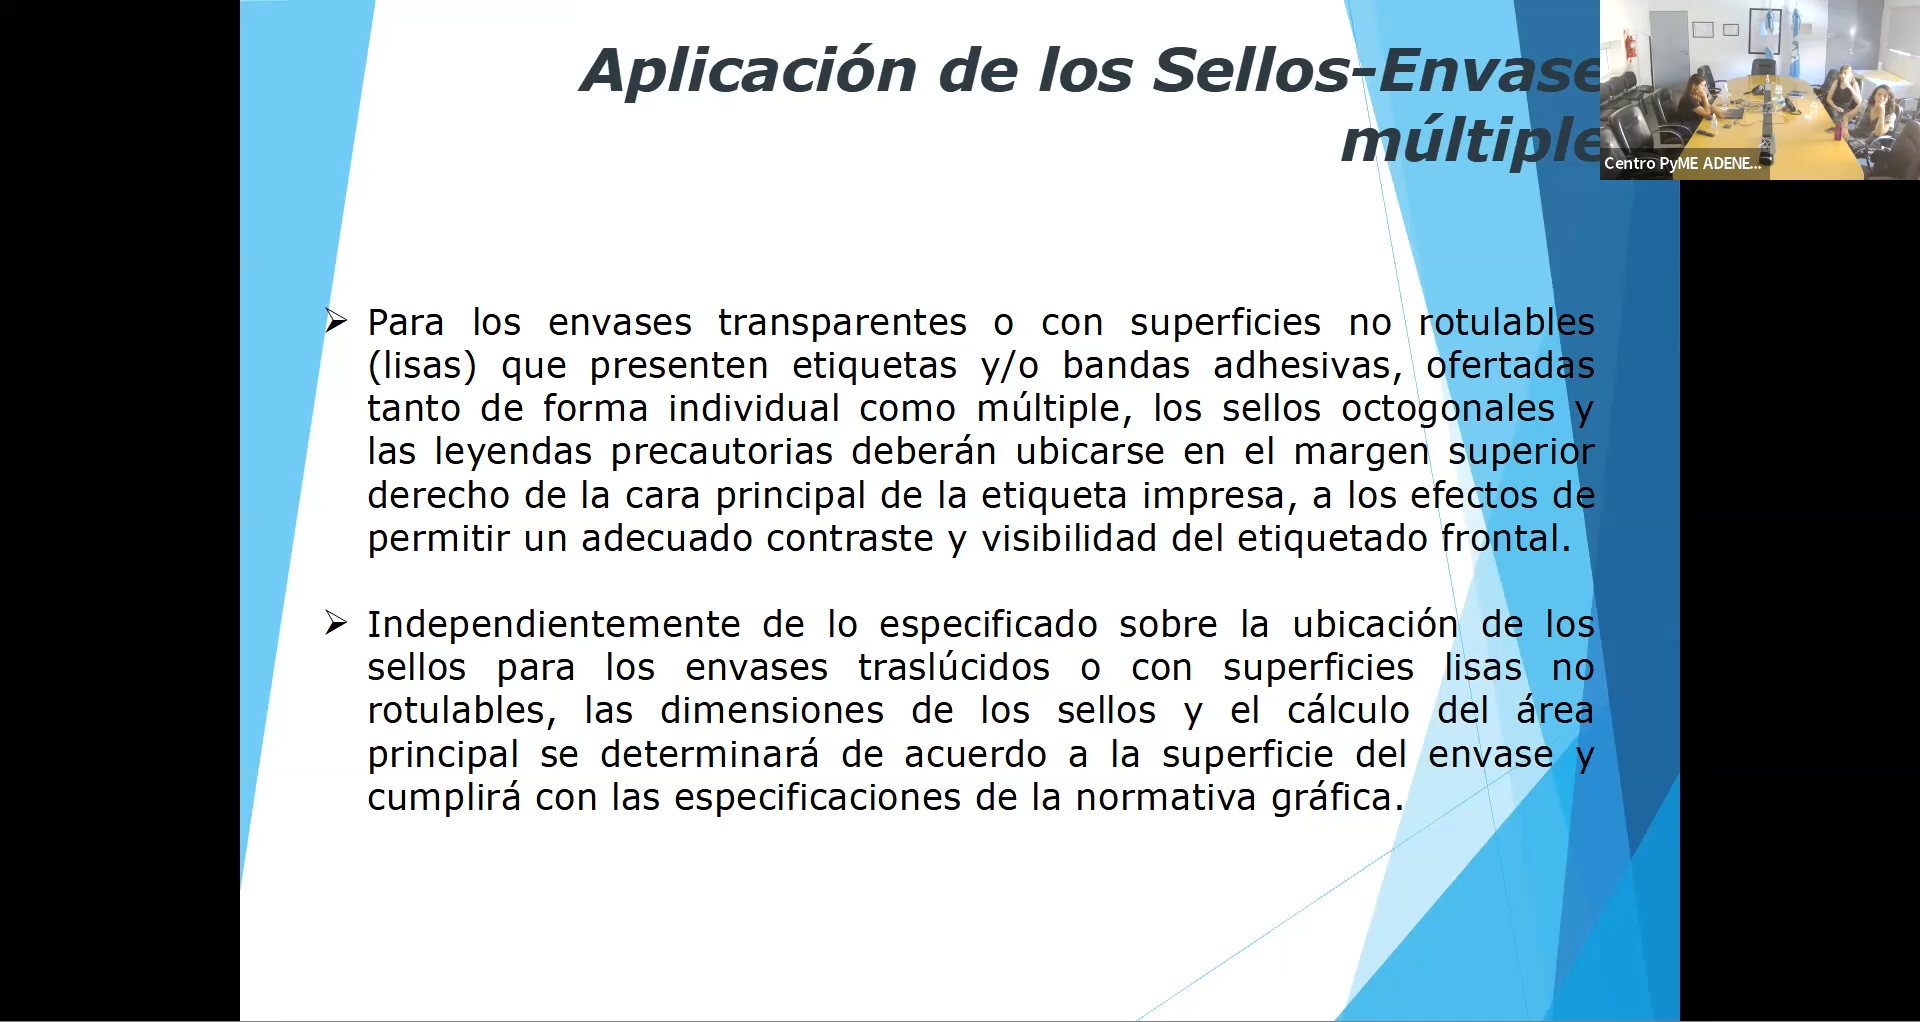 Aplicación de los Sellos-Envase
múltiple
Centro PyME ADENE...
➢ Para los envases transparentes o con superficies no rotulables
(lisas) que presenten etiquetas y/o bandas adhesivas, ofertadas
tanto de forma individual como múltiple, los sellos octogonales y
las leyendas precautorias deberán ubicarse en el margen superior
derecho de la cara principal de la etiqueta impresa, a los efectos de
permitir un adecuado contraste y visibilidad del etiquetado frontal.
➢ Independientemente de lo especificado sobre la ubicación de los
sellos para los envases traslúcidos o con superficies lisas no
rotulables, las dimensiones de los sellos y el cálculo del área
principal se determinará de acuerdo a la superficie del envase y
cumplirá con las especificaciones de la normativa gráfica.